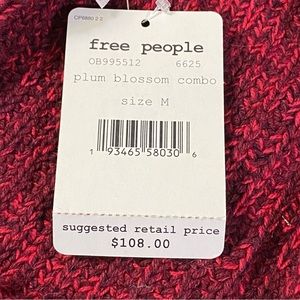 CP6880 2 2
free people
OB995512 6625
plum blossom combo
size M
1 93465 58030 6
suggested retail price
$108.00